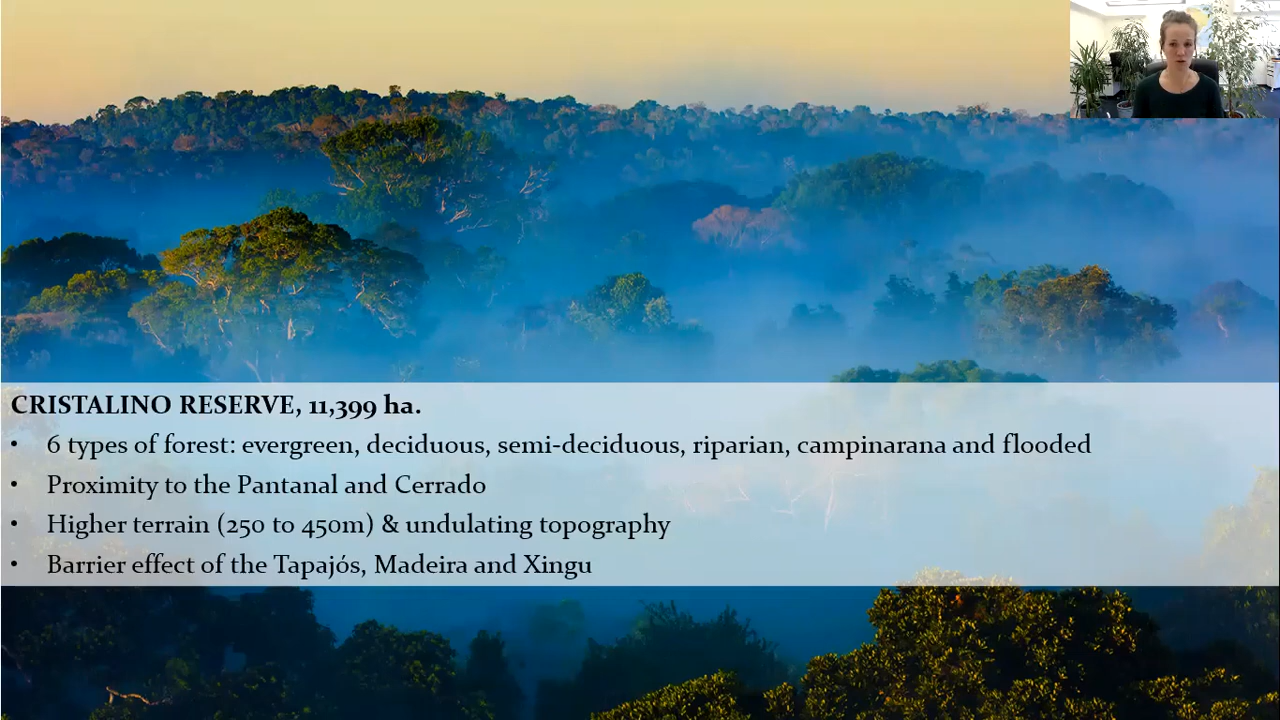 CRISTALINO RESERVE, 11,399 ha.
• 6 types of forest: evergreen, deciduous, semi-deciduous, riparian, campinarana and flooded
• Proximity to the Pantanal and Cerrado
• Higher terrain (250 to 450m) & undulating topography
• Barrier effect of the Tapajós, Madeira and Xingu